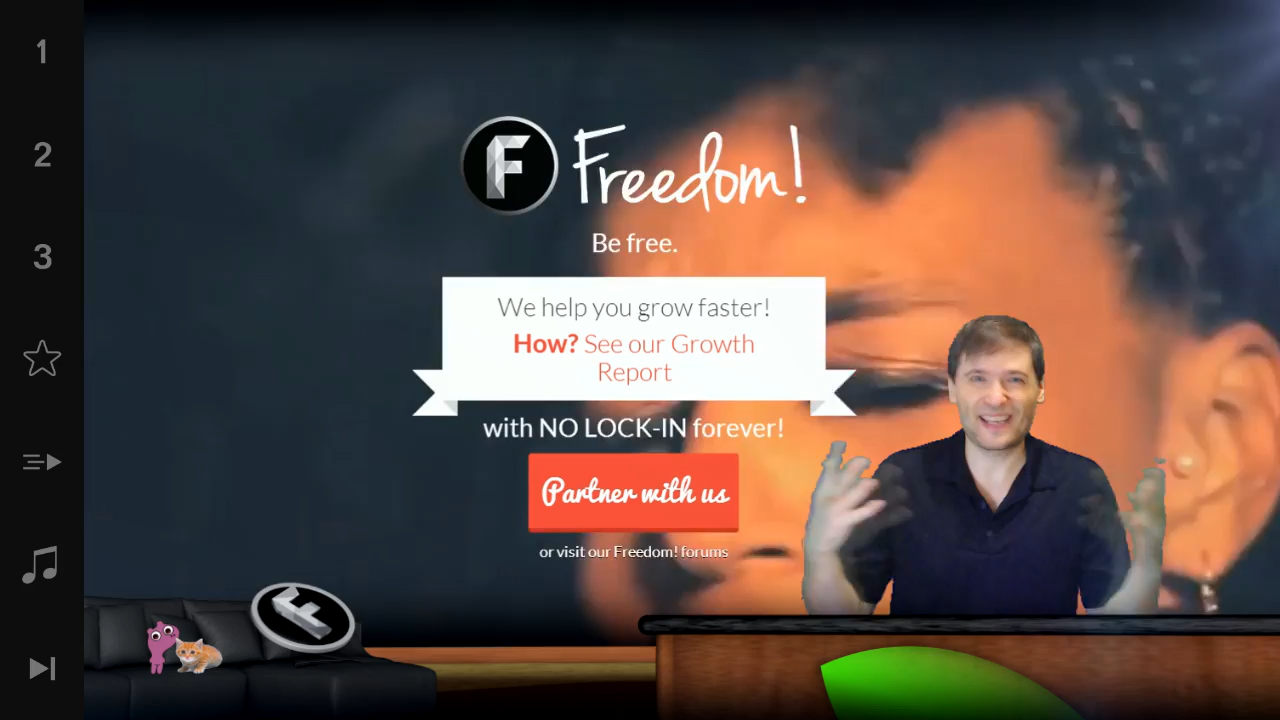 1
2
3
F Freedom!
Be free.
We help you grow faster!
How? See our Growth
Report
with NO LOCK-IN forever!
Partner with us
or visit our Freedom! forums
F